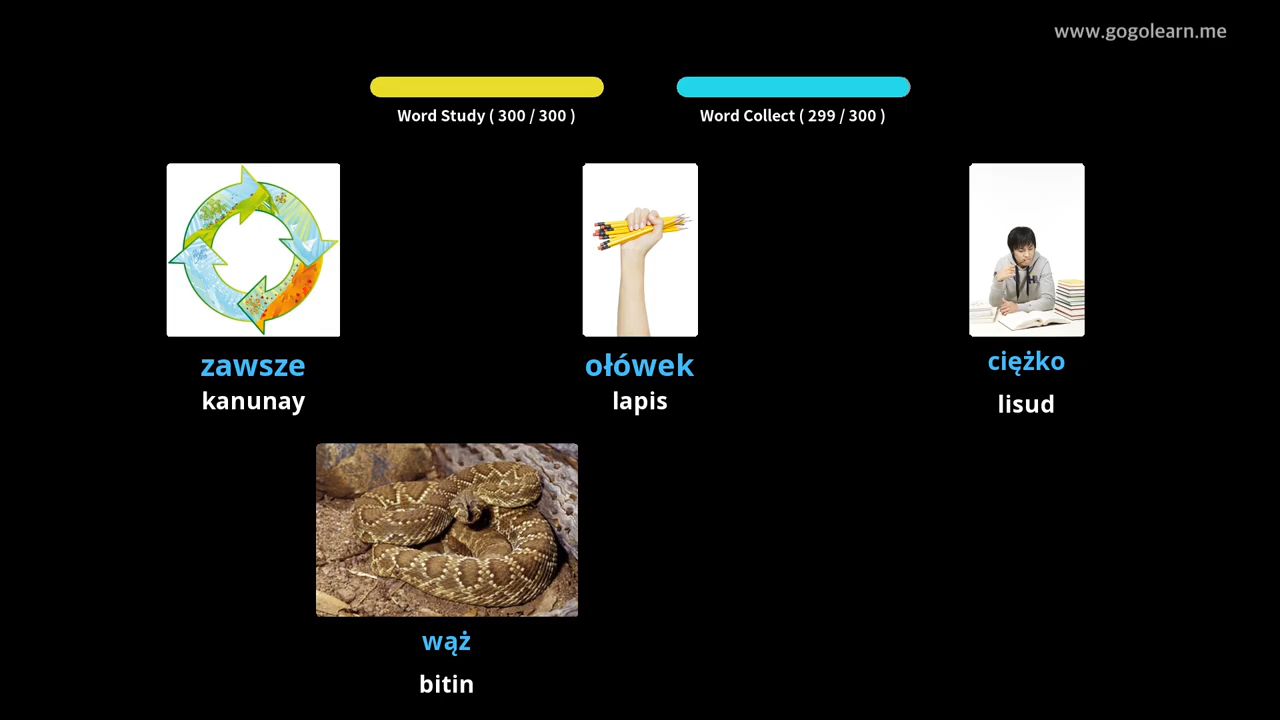 www.gogolearn.me
Word Study ( 300 / 300 )
Word Collect ( 299 / 300 )
zawsze
kanunay
ołówek
lapis
ciężko
lisud
wąż
bitin